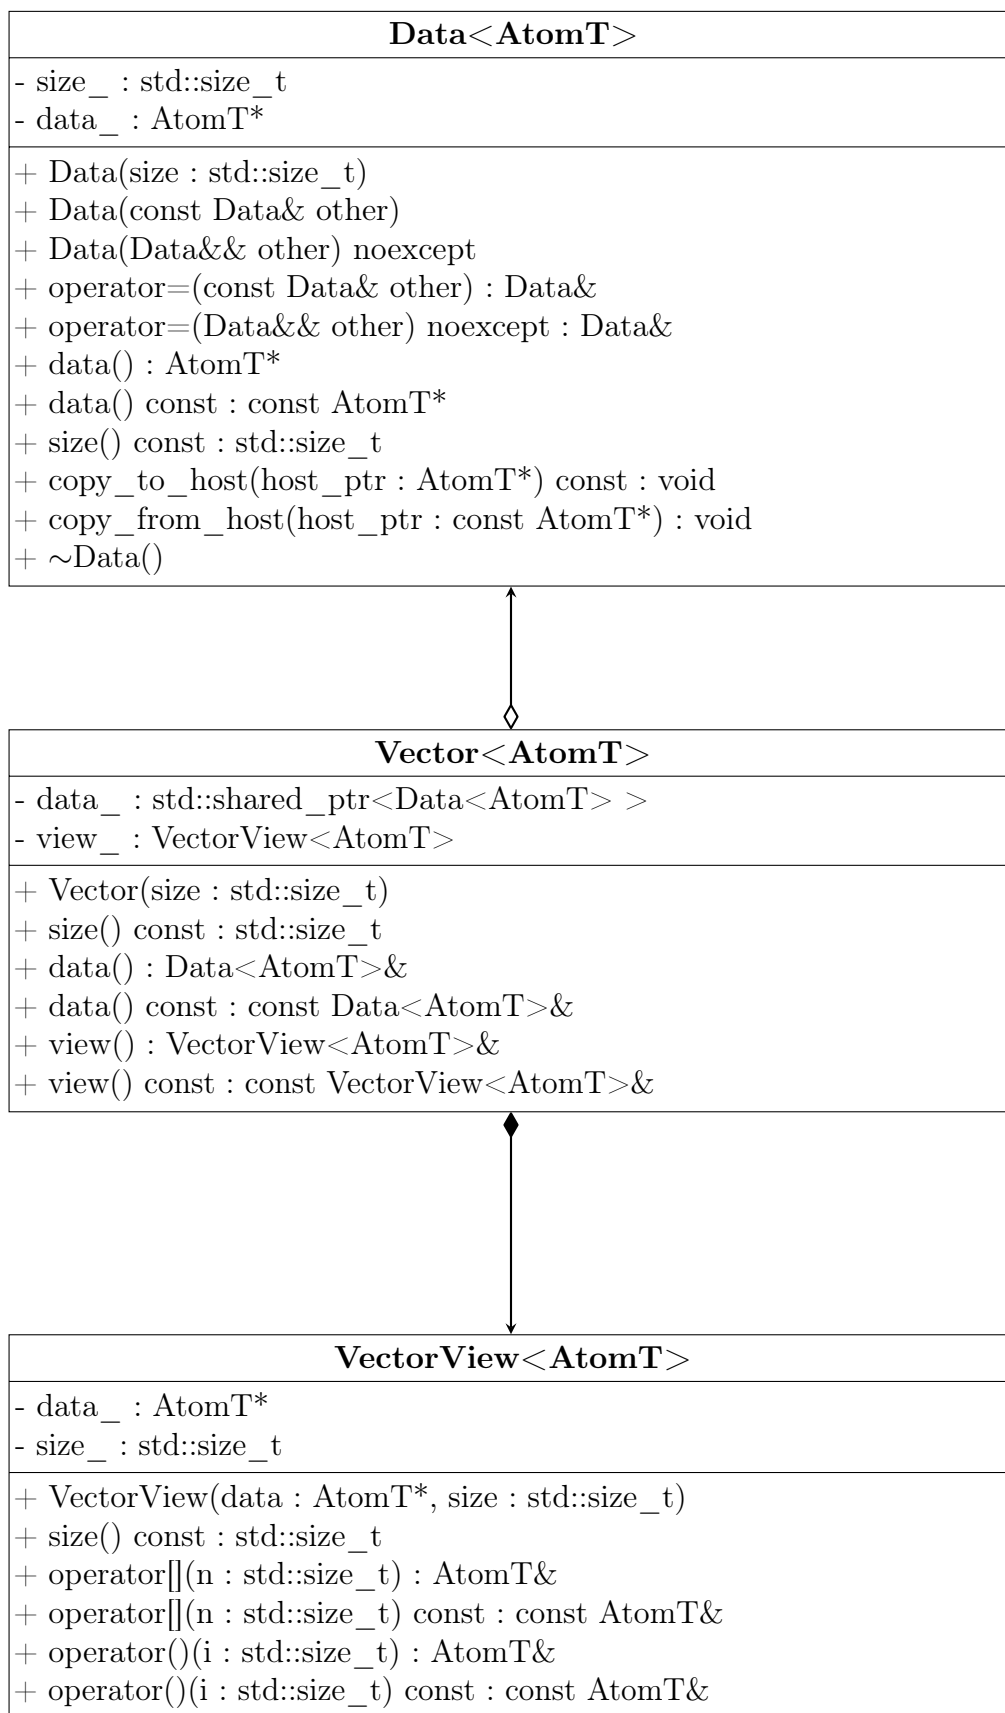 Data<AtomT>
- size_ : std::size_t
- data_ : AtomT*
+ Data(size : std::size_t)
+ Data(const Data& other)
+ Data(Data&& other) noexcept
+ operator=(const Data& other) : Data&
+ operator=(Data&& other) noexcept : Data&
+ data() : AtomT*
+ data() const : const AtomT*
+ size() const : std::size_t
+ copy_to_host(host_ptr : AtomT*) const : void
+ copy_from_host(host_ptr : const AtomT*) : void
+ ∼Data()
Vector<AtomT>
- data_ : std::shared_ptr<Data<AtomT> >
- view_ : VectorView<AtomT>
+ Vector(size : std::size_t)
+ size() const : std::size_t
+ data() : Data<AtomT>&
+ data() const : const Data<AtomT>&
+ view() : VectorView<AtomT>&
+ view() const : const VectorView<AtomT>&
VectorView<AtomT>
- data_ : AtomT*
- size_ : std::size_t
+ VectorView(data : AtomT*, size : std::size_t)
+ size() const : std::size_t
+ operator[](n : std::size_t) : AtomT&
+ operator[](n : std::size_t) const : const AtomT&
+ operator()(i : std::size_t) : AtomT&
+ operator()(i : std::size_t) const : const AtomT&